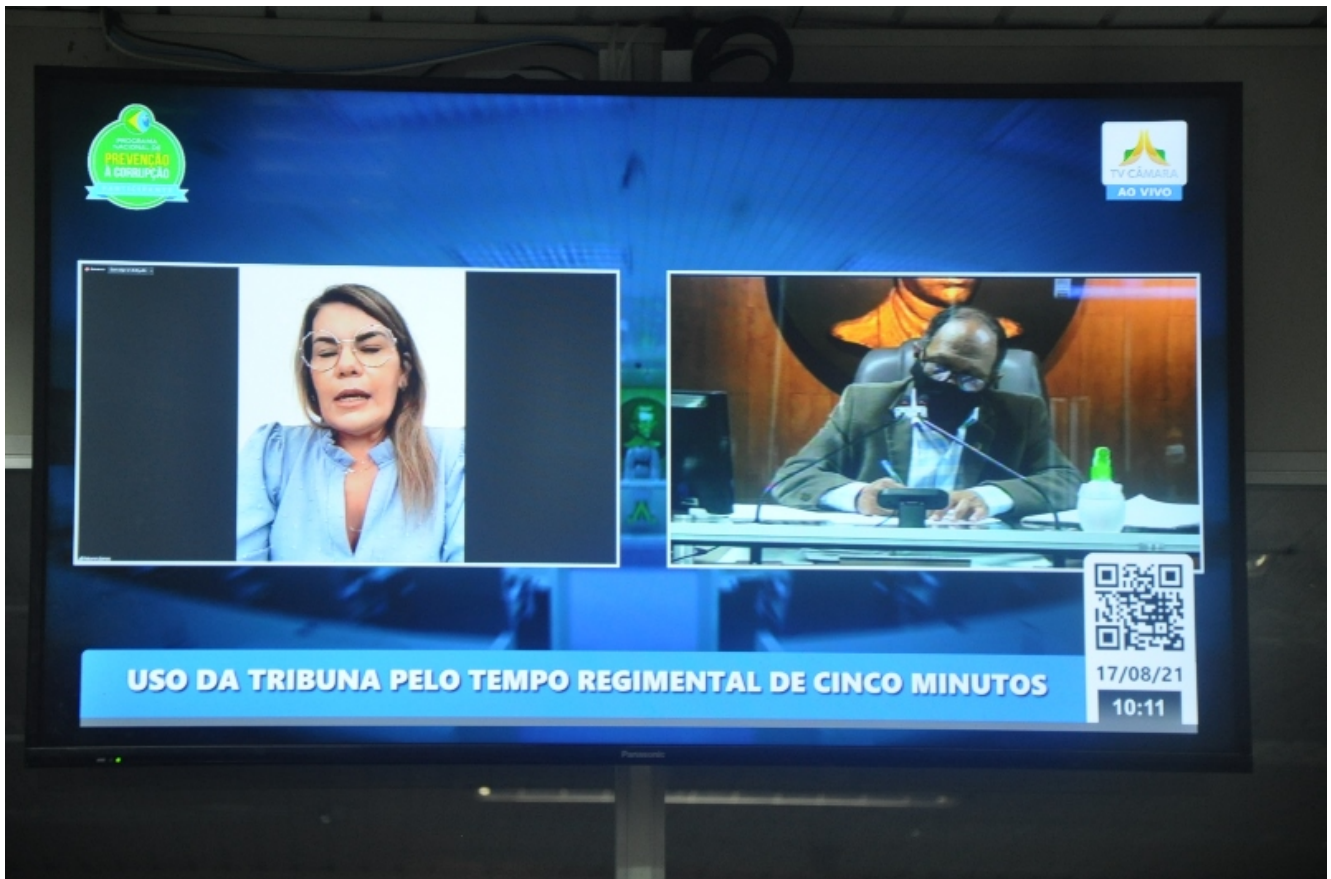 PROGRAMA
NACIONAL DE
PREVENÇÃO
À CORRUPÇÃO
TV CÂMARA
AO VIVO
USO DA TRIBUNA PELO TEMPO REGIMENTAL DE CINCO MINUTOS
17/08/21
10:11
Panasonic